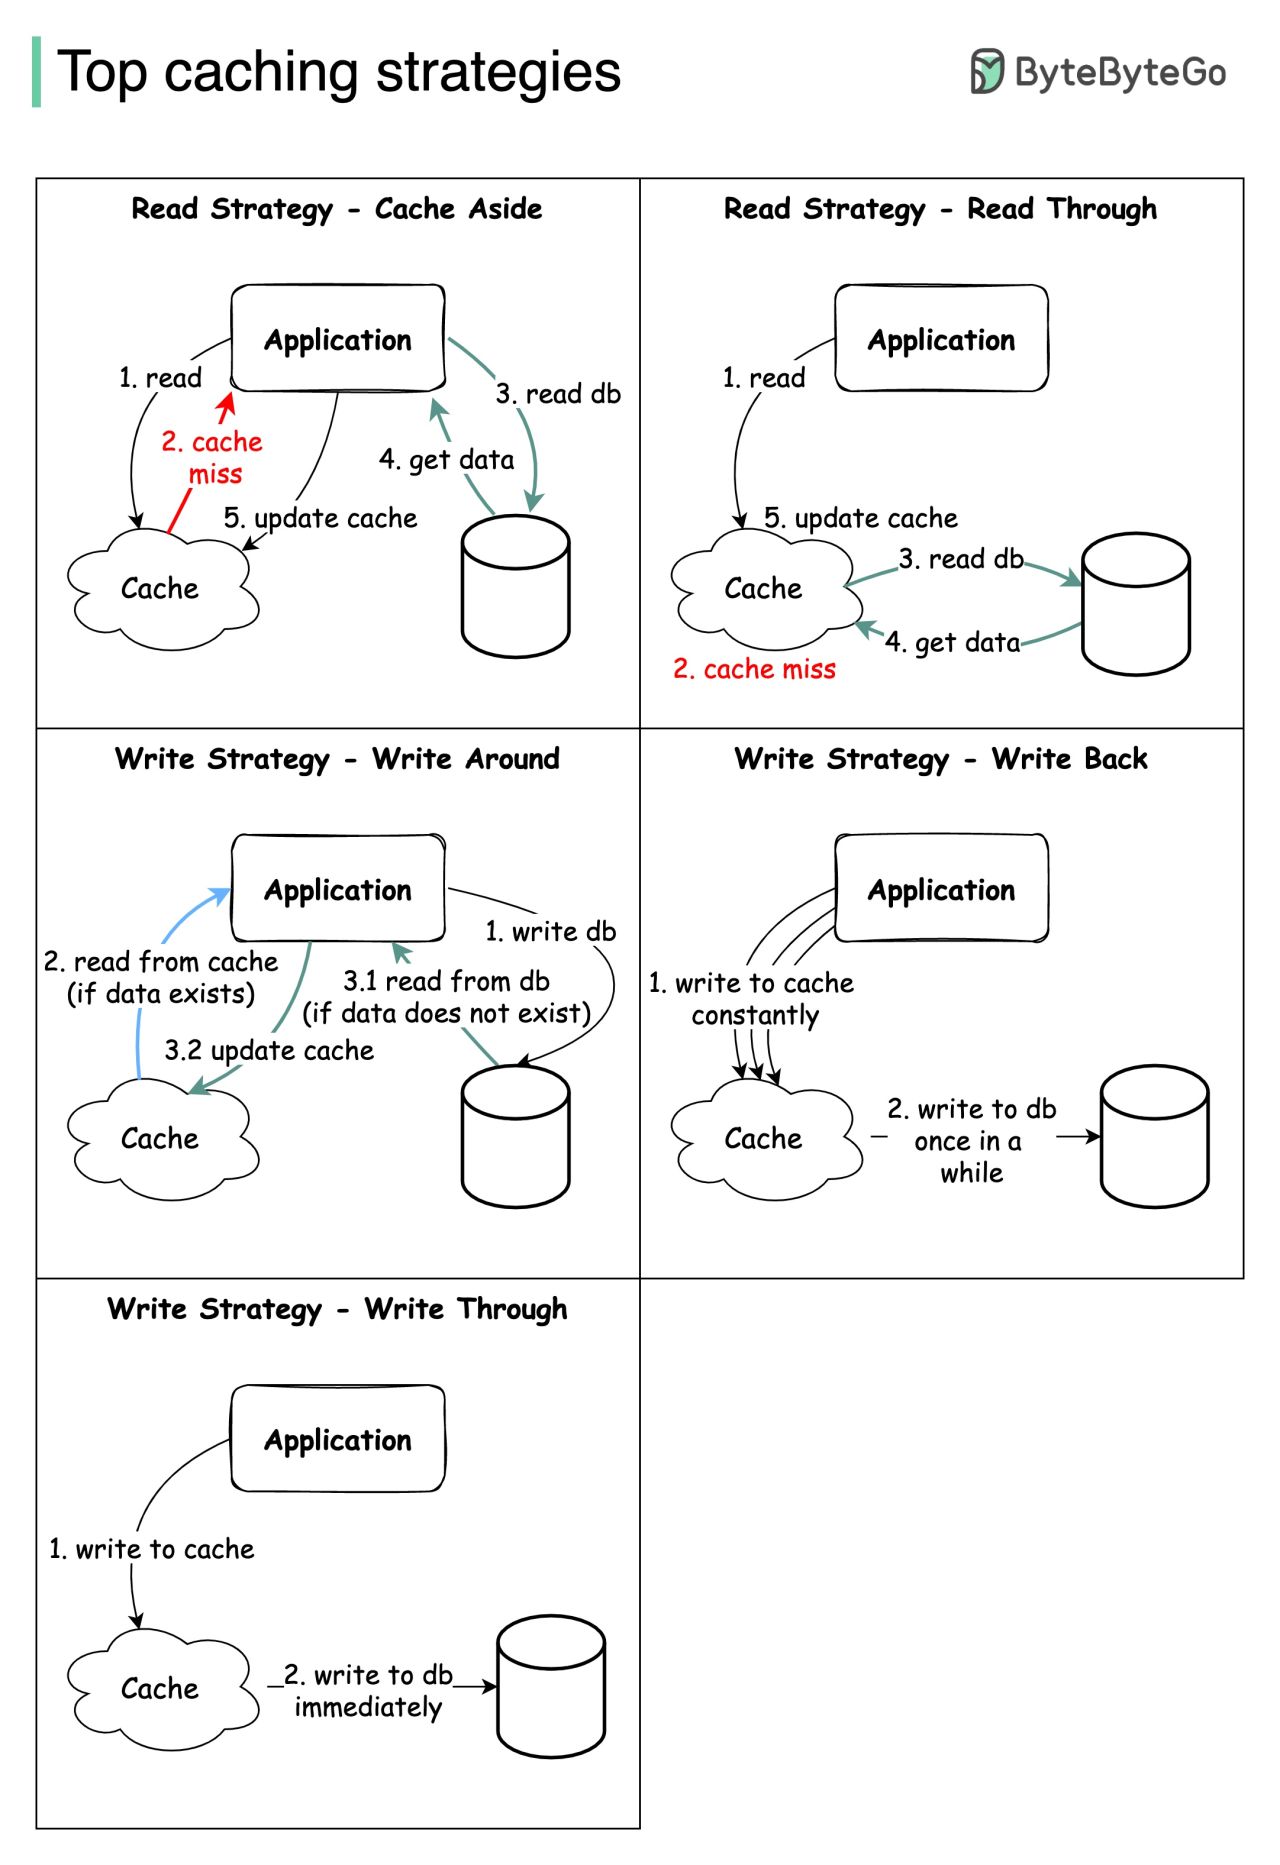 Top caching strategies
ByteByteGo
Read Strategy - Cache Aside
Application
1. read
3. read db
2. cache
miss
4. get data
5. update cache
Cache
Read Strategy - Read Through
Application
1. read
5. update cache
3. read db
Cache
4. get data
2. cache miss
Write Strategy - Write Around
Application
1. write db
2. read from cache
(if data exists)
3.1 read from db
(if data does not exist)
3.2 update cache
Cache
Write Strategy - Write Back
Application
1. write to cache
constantly
2. write to db
once in a
while
Cache
Write Strategy - Write Through
Application
1. write to cache
Cache
2. write to db
immediately